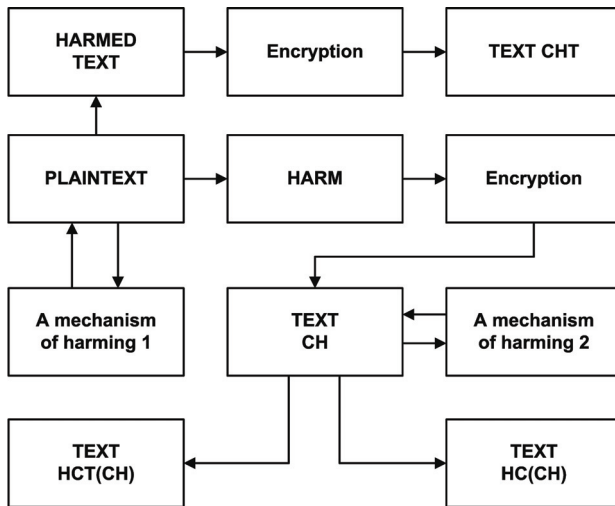 HARMED
TEXT
Encryption
TEXT CHT
PLAINTEXT
HARM
Encryption
A mechanism
of harming 1
TEXT
CH
A mechanism
of harming 2
TEXT
HCT(CH)
TEXT
HC(CH)